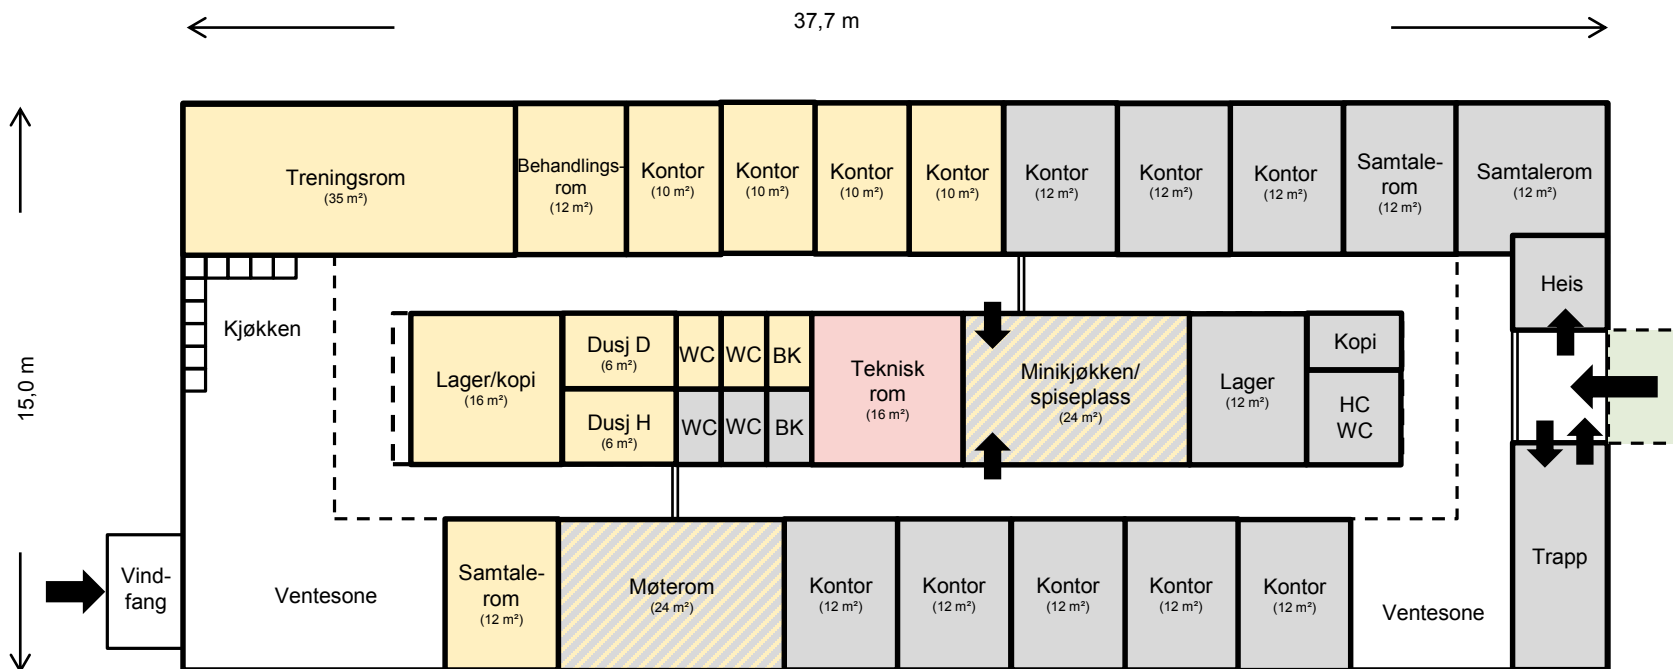 37,7 m
15,0 m
Treningsrom
(35 m²)
Behandlings-
rom
(12 m²)
Kontor
(10 m²)
Kontor
(10 m²)
Kontor
(10 m²)
Kontor
(10 m²)
Kontor
(12 m²)
Kontor
(12 m²)
Kontor
(12 m²)
Samtale-
rom
(12 m²)
Samtalerom
(12 m²)
Heis
Kjøkken
Lager/kopi
(16 m²)
Dusj D
(6 m²)
Dusj H
(6 m²)
WC
WC
BK
WC
WC
BK
Teknisk
rom
(16 m²)
Minikjøkken/
spiseplass
(24 m²)
Lager
(12 m²)
Kopi
HC
WC
Vind-
fang
Ventesone
Samtale-
rom
(12 m²)
Møterom
(24 m²)
Kontor
(12 m²)
Kontor
(12 m²)
Kontor
(12 m²)
Kontor
(12 m²)
Kontor
(12 m²)
Ventesone
Trapp